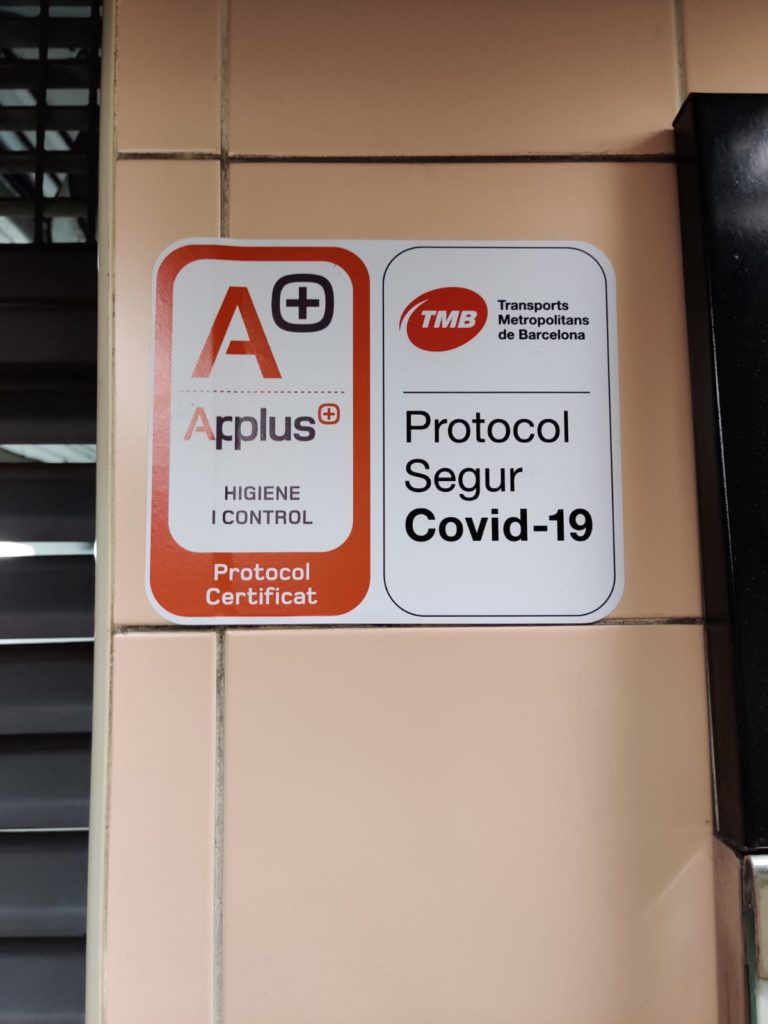 A+
Applus+
HIGIENE
I CONTROL
Protocol
Certificat
TMB
Transports
Metropolitans
de Barcelona
Protocol
Segur
Covid-19